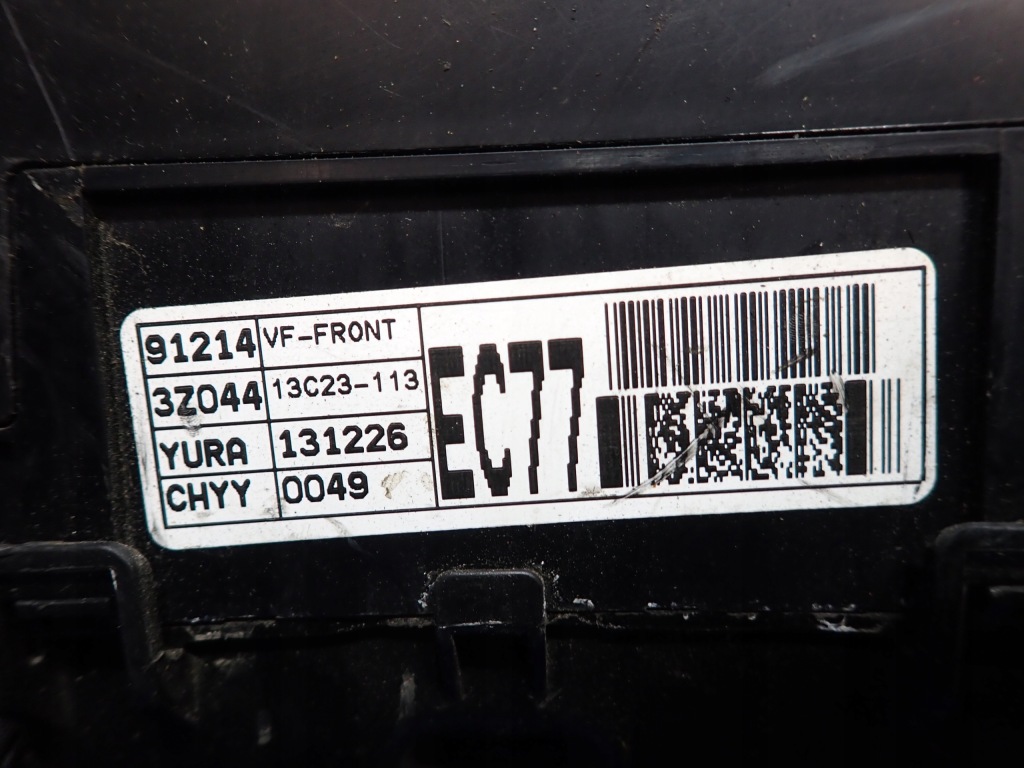 91214 VF-FRONT
3Z044 13C23-113
YURA 131226
CHYY 0049
EC77